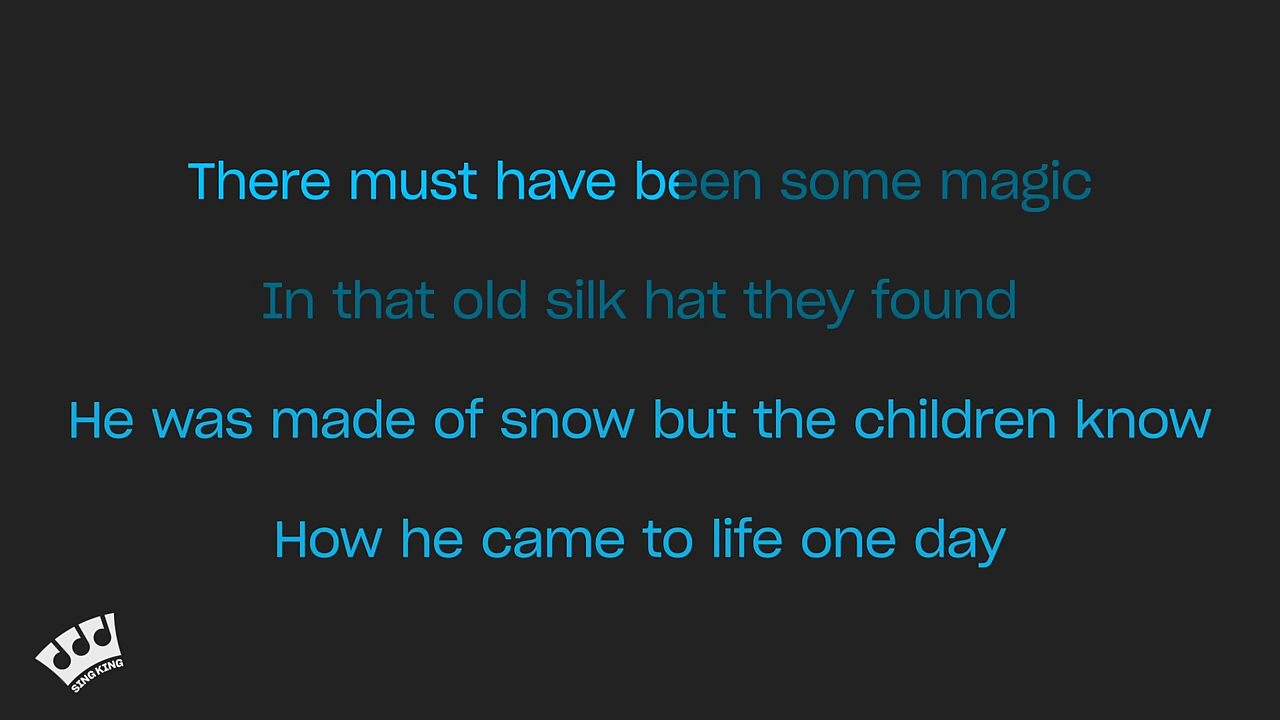 There must have been some magic
In that old silk hat they found
He was made of snow but the children know
How he came to life one day
SING KING